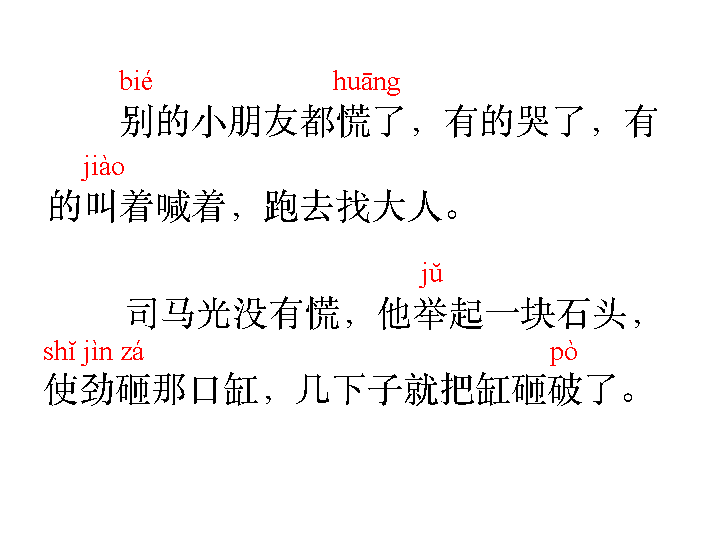 bié huāng
别的小朋友都慌了，有的哭了，有
jiào
的叫着喊着，跑去找大人。
jǔ
司马光没有慌，他举起一块石头，
shǐ jìn zá pò
使劲砸那口缸，几下子就把缸砸破了。